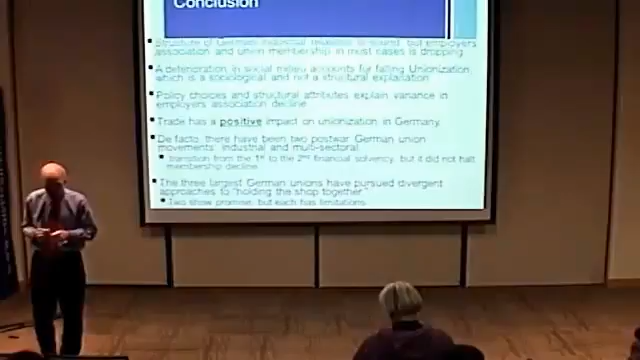 Conclusion
Structure of German industrial relations is sound, but employers
association and union membership in most cases is dropping
A deterioration in social milieu accounts for falling Unionization,
which is a sociological and not a structural explanation
Policy choices and structural attributes explain variance in
employers association decline
Trade has a positive impact on unionization in Germany
De facto, there have been two postwar German union
movements: industrial and multi-sectoral.
transition from the 1st to the 2nd financial solvency, but it did not halt
membership decline
The three largest German unions have pursued divergent
approaches to "holding the shop together"
Two show promise, but each has limitations